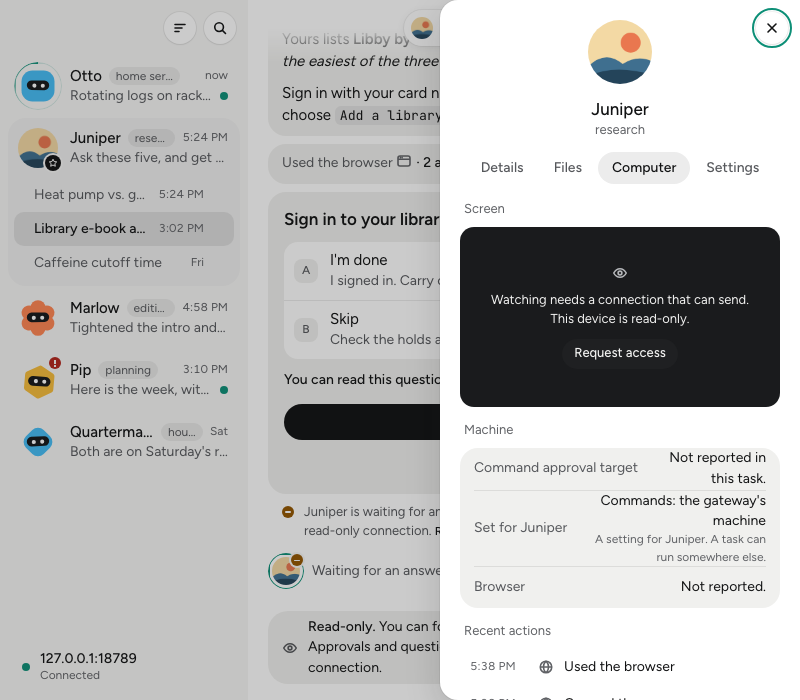 Otto home ser... now
Rotating logs on rack...
Juniper rese... 5:24 PM
Ask these five, and get ...
Heat pump vs. g... 5:24 PM
Library e-book a... 3:02 PM
Caffeine cutoff time Fri
Marlow editi... 4:58 PM
Tightened the intro and...
Pip planning 3:10 PM
Here is the week, wit...
Quarterma... hou... Sat
Both are on Saturday's r...
127.0.0.1:18789
Connected
Yours lists Libby by
the easiest of the three
Sign in with your card n
choose Add a library
Used the browser · 2 a
Sign in to your librar
A I'm done
I signed in. Carry
B Skip
Check the holds a
You can read this questio
Juniper is waiting for an
read-only connection. R
Waiting for an answe
Read-only. You can fo
Approvals and questi
connection.
Juniper
research
Details Files Computer Settings
Screen
Watching needs a connection that can send.
This device is read-only.
Request access
Machine
Command approval target Not reported in
this task.
Set for Juniper Commands: the gateway's
machine
A setting for Juniper. A task can
run somewhere else.
Browser Not reported.
Recent actions
5:38 PM Used the browser